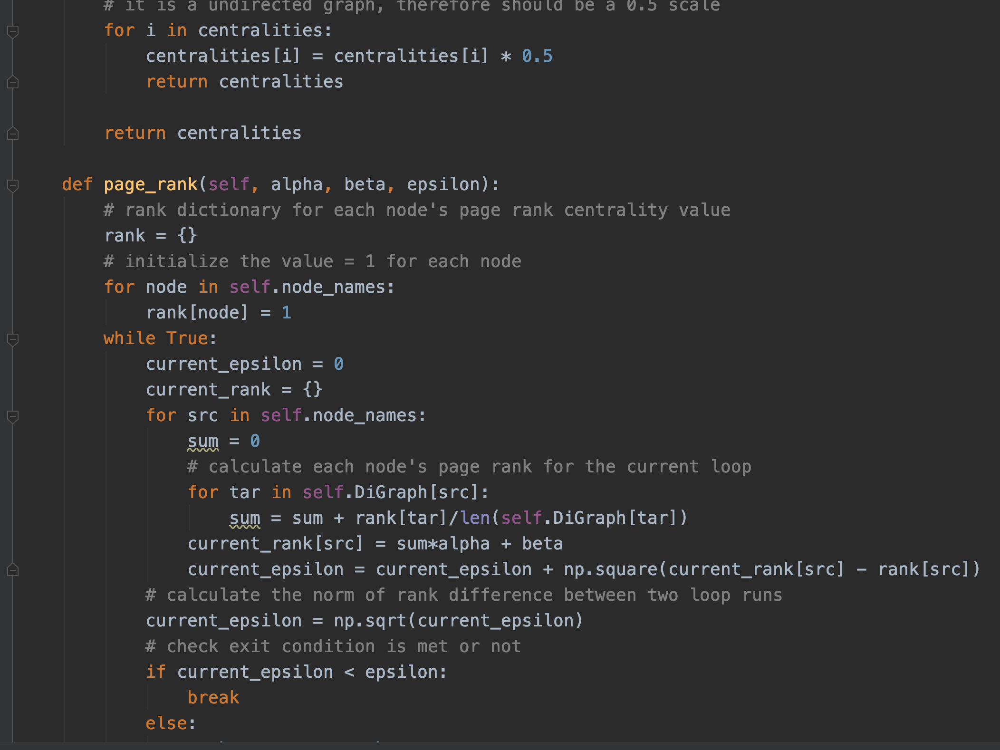 # it is a undirected graph, therefore should be a 0.5 scale
for i in centralities:
centralities[i] = centralities[i] * 0.5
return centralities
return centralities
def page_rank(self, alpha, beta, epsilon):
# rank dictionary for each node's page rank centrality value
rank = {}
# initialize the value = 1 for each node
for node in self.node_names:
rank[node] = 1
while True:
current_epsilon = 0
current_rank = {}
for src in self.node_names:
sum = 0
# calculate each node's page rank for the current loop
for tar in self.DiGraph[src]:
sum = sum + rank[tar]/len(self.DiGraph[tar])
current_rank[src] = sum*alpha + beta
current_epsilon = current_epsilon + np.square(current_rank[src] - rank[src])
# calculate the norm of rank difference between two loop runs
current_epsilon = np.sqrt(current_epsilon)
# check exit condition is met or not
if current_epsilon < epsilon:
break
else: